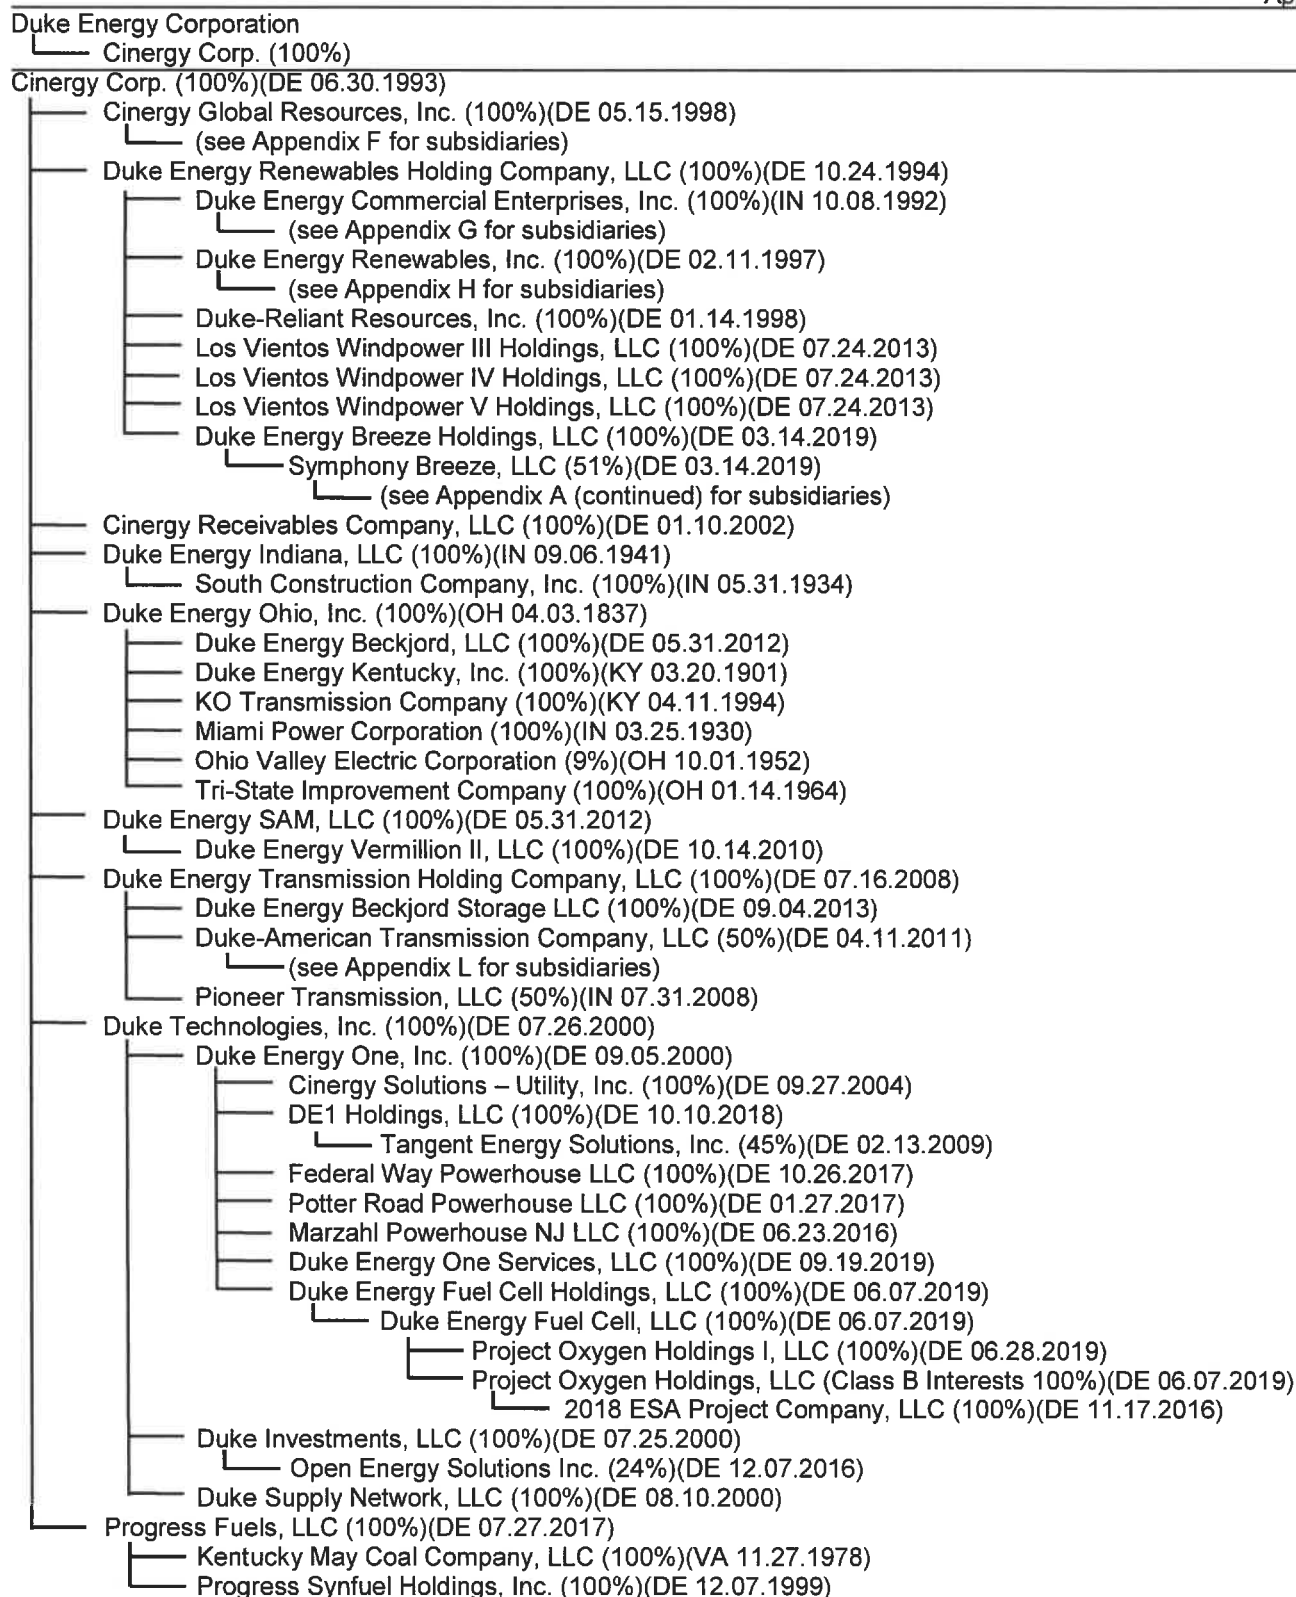 Duke Energy Corporation
Cinergy Corp. (100%)
Cinergy Corp. (100%)(DE 06.30.1993)
Cinergy Global Resources, Inc. (100%)(DE 05.15.1998)
(see Appendix F for subsidiaries)
Duke Energy Renewables Holding Company, LLC (100%)(DE 10.24.1994)
Duke Energy Commercial Enterprises, Inc. (100%)(IN 10.08.1992)
(see Appendix G for subsidiaries)
Duke Energy Renewables, Inc. (100%)(DE 02.11.1997)
(see Appendix H for subsidiaries)
Duke-Reliant Resources, Inc. (100%)(DE 01.14.1998)
Los Vientos Windpower III Holdings, LLC (100%)(DE 07.24.2013)
Los Vientos Windpower IV Holdings, LLC (100%)(DE 07.24.2013)
Los Vientos Windpower V Holdings, LLC (100%)(DE 07.24.2013)
Duke Energy Breeze Holdings, LLC (100%)(DE 03.14.2019)
Symphony Breeze, LLC (51%)(DE 03.14.2019)
(see Appendix A (continued) for subsidiaries)
Cinergy Receivables Company, LLC (100%)(DE 01.10.2002)
Duke Energy Indiana, LLC (100%)(IN 09.06.1941)
South Construction Company, Inc. (100%)(IN 05.31.1934)
Duke Energy Ohio, Inc. (100%)(OH 04.03.1837)
Duke Energy Beckjord, LLC (100%)(DE 05.31.2012)
Duke Energy Kentucky, Inc. (100%)(KY 03.20.1901)
KO Transmission Company (100%)(KY 04.11.1994)
Miami Power Corporation (100%)(IN 03.25.1930)
Ohio Valley Electric Corporation (9%)(OH 10.01.1952)
Tri-State Improvement Company (100%)(OH 01.14.1964)
Duke Energy SAM, LLC (100%)(DE 05.31.2012)
Duke Energy Vermillion II, LLC (100%)(DE 10.14.2010)
Duke Energy Transmission Holding Company, LLC (100%)(DE 07.16.2008)
Duke Energy Beckjord Storage LLC (100%)(DE 09.04.2013)
Duke-American Transmission Company, LLC (50%)(DE 04.11.2011)
(see Appendix L for subsidiaries)
Pioneer Transmission, LLC (50%)(IN 07.31.2008)
Duke Technologies, Inc. (100%)(DE 07.26.2000)
Duke Energy One, Inc. (100%)(DE 09.05.2000)
Cinergy Solutions – Utility, Inc. (100%)(DE 09.27.2004)
DE1 Holdings, LLC (100%)(DE 10.10.2018)
Tangent Energy Solutions, Inc. (45%)(DE 02.13.2009)
Federal Way Powerhouse LLC (100%)(DE 10.26.2017)
Potter Road Powerhouse LLC (100%)(DE 01.27.2017)
Marzahl Powerhouse NJ LLC (100%)(DE 06.23.2016)
Duke Energy One Services, LLC (100%)(DE 09.19.2019)
Duke Energy Fuel Cell Holdings, LLC (100%)(DE 06.07.2019)
Duke Energy Fuel Cell, LLC (100%)(DE 06.07.2019)
Project Oxygen Holdings I, LLC (100%)(DE 06.28.2019)
Project Oxygen Holdings, LLC (Class B Interests 100%)(DE 06.07.2019)
2018 ESA Project Company, LLC (100%)(DE 11.17.2016)
Duke Investments, LLC (100%)(DE 07.25.2000)
Open Energy Solutions Inc. (24%)(DE 12.07.2016)
Duke Supply Network, LLC (100%)(DE 08.10.2000)
Progress Fuels, LLC (100%)(DE 07.27.2017)
Kentucky May Coal Company, LLC (100%)(VA 11.27.1978)
Progress Synfuel Holdings, Inc. (100%)(DE 12.07.1999)